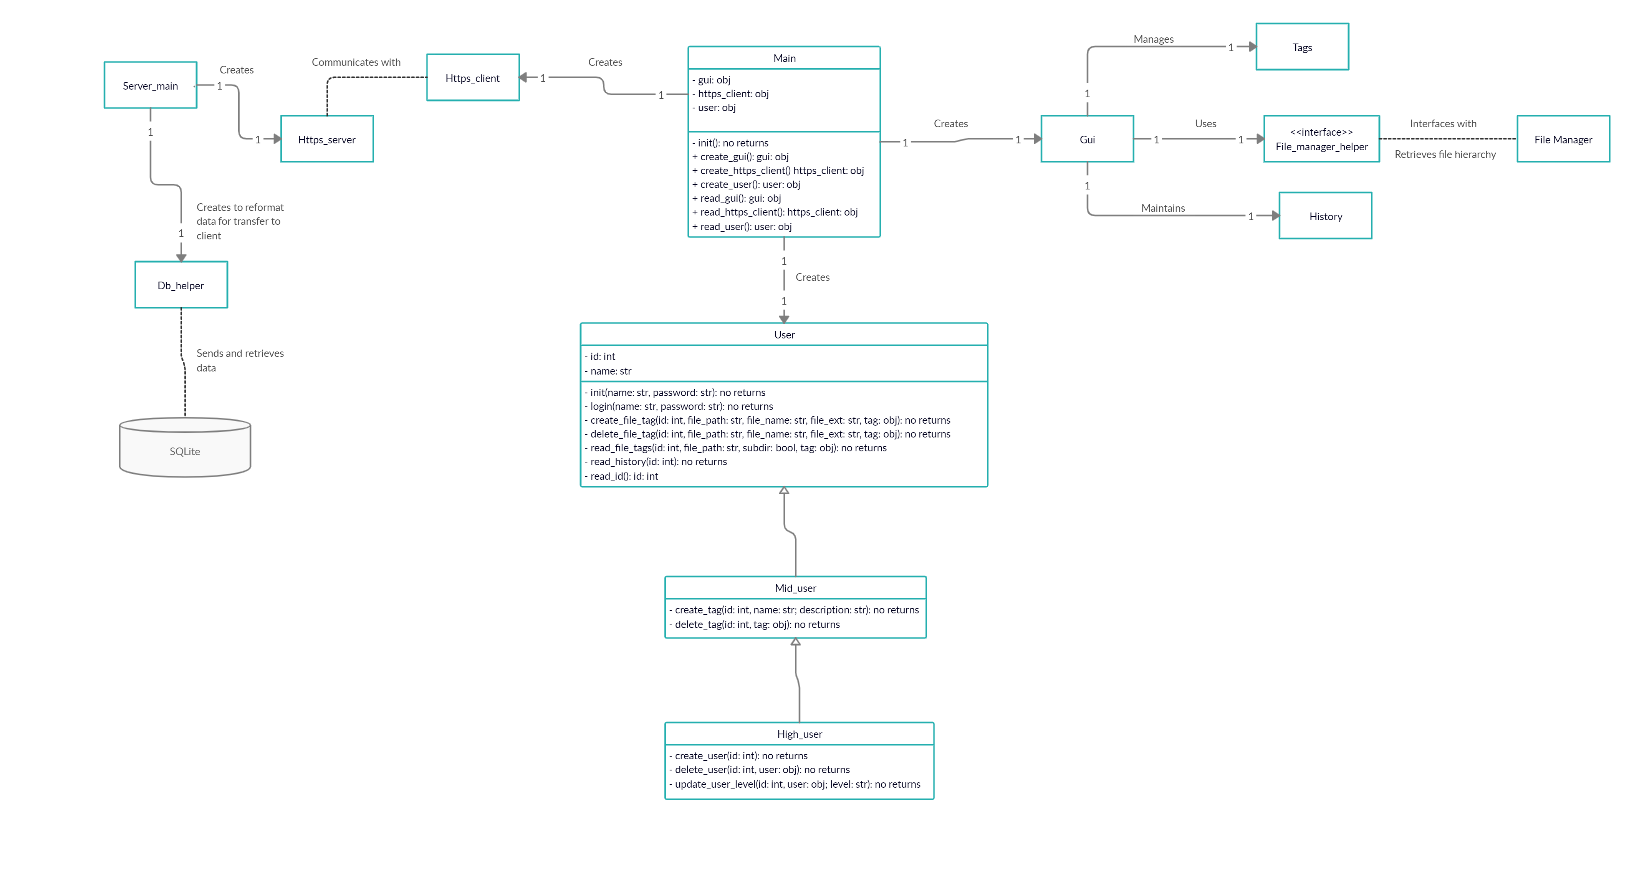 Server_main
1
Creates
1
Https_server
Communicates with
Https_client
1
Creates
1
1
Creates to reformat
data for transfer to
client
1
Db_helper
Sends and retrieves
data
SQLite
Main
- gui: obj
- https_client: obj
- user: obj
- init(): no returns
+ create_gui(): gui: obj
+ create_https_client() https_client: obj
+ create_user(): user: obj
+ read_gui(): gui: obj
+ read_https_client(): https_client: obj
+ read_user(): user: obj
1
Creates
1
Gui
1
Manages
1
Tags
1
Uses
1
<<interface>>
File_manager_helper
Interfaces with
Retrieves file hierarchy
File Manager
1
Maintains
1
History
1
Creates
1
User
- id: int
- name: str
- init(name: str, password: str): no returns
- login(name: str, password: str): no returns
- create_file_tag(id: int, file_path: str, file_name: str, file_ext: str, tag: obj): no returns
- delete_file_tag(id: int, file_path: str, file_name: str, file_ext: str, tag: obj): no returns
- read_file_tags(id: int, file_path: str, subdir: bool, tag: obj): no returns
- read_history(id: int): no returns
- read_id(): id: int
Mid_user
- create_tag(id: int, name: str; description: str): no returns
- delete_tag(id: int, tag: obj): no returns
High_user
- create_user(id: int): no returns
- delete_user(id: int, user: obj): no returns
- update_user_level(id: int, user: obj; level: str): no returns